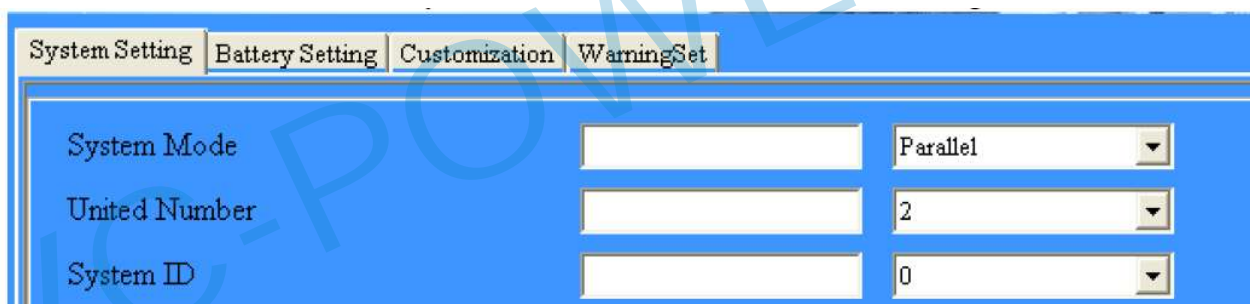 System Setting Battery Setting Customization WarningSet
System Mode Parallel
United Number 2
System ID 0